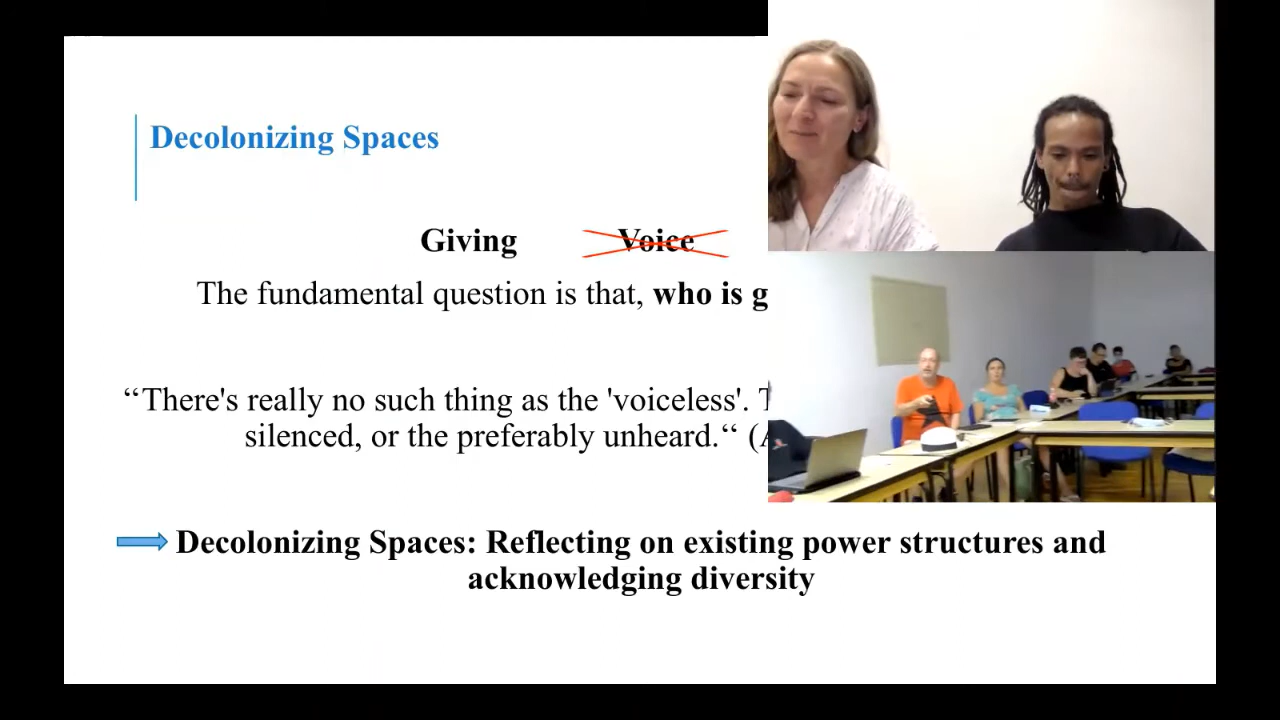 Decolonizing Spaces
Giving Voice
The fundamental question is that, who is g
‘‘There's really no such thing as the 'voiceless'.
silenced, or the preferably unheard.‘‘ (
Decolonizing Spaces: Reflecting on existing power structures and
acknowledging diversity